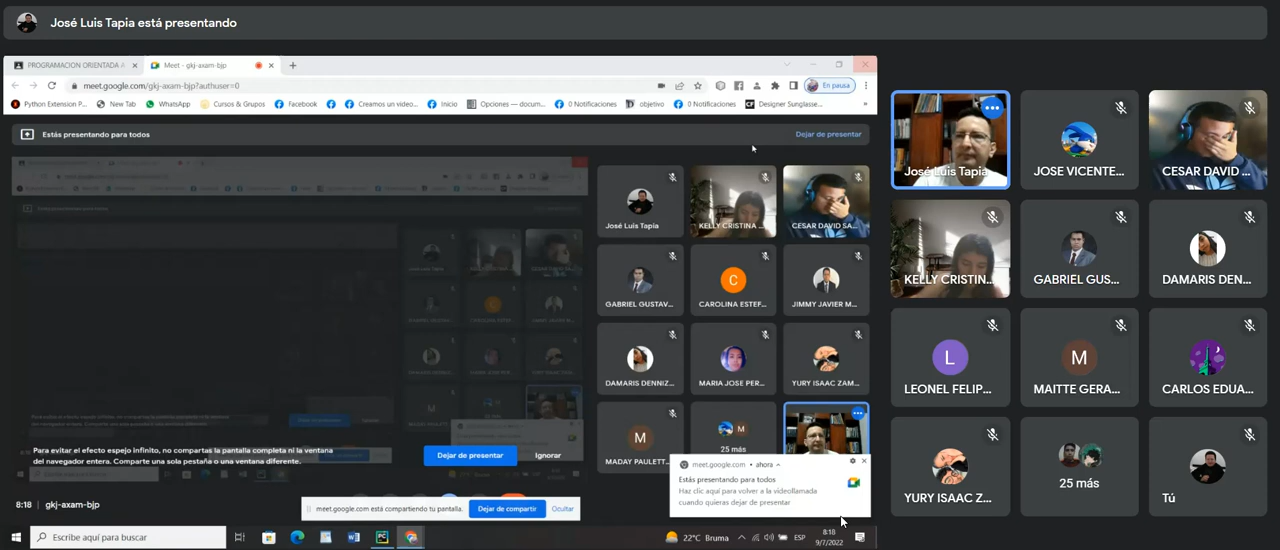 José Luis Tapia está presentando
PROGRAMACION ORIENTADA A
Meet - gkj-axam-bjp
meet.google.com/gkj-axam-bjp?authuser=0
En pausa
Python Extension P...
New Tab
WhatsApp
Cursos & Grupos
Facebook
Creamos un video...
Inicio
Opciones — docum...
0 Notificaciones
objetivo
0 Notificaciones
Designer Sunglasse...
Estás presentando para todos
Dejar de presentar
José Luis Tapia
KELLY CRISTINA ...
CESAR DAVID SA...
GABRIEL GUSTAV...
C
CAROLINA ESTEF...
JIMMY JAVIER M...
DAMARIS DENNIZ...
MARIA JOSE PER...
YURY ISAAC ZAM...
M
MADAY PAULETT...
M
25 más
Para evitar el efecto espejo infinito, no compartas la pantalla completa ni la ventana
del navegador entera. Comparte una sola pestaña o una ventana diferente.
Dejar de presentar
Ignorar
meet.google.com • ahora
Estás presentando para todos
Haz clic aquí para volver a la videollamada
cuando quieras dejar de presentar
8:18
gkj-axam-bjp
meet.google.com está compartiendo tu pantalla.
Dejar de compartir
Ocultar
Escribe aquí para buscar
22°C Bruma
ESP
8:18
9/7/2022
José Luis Tapia
JOSE VICENTE...
CESAR DAVID ...
KELLY CRISTIN...
GABRIEL GUS...
DAMARIS DEN...
L
LEONEL FELIP...
M
MAITTE GERA...
CARLOS EDUA...
YURY ISAAC Z...
25 más
Tú